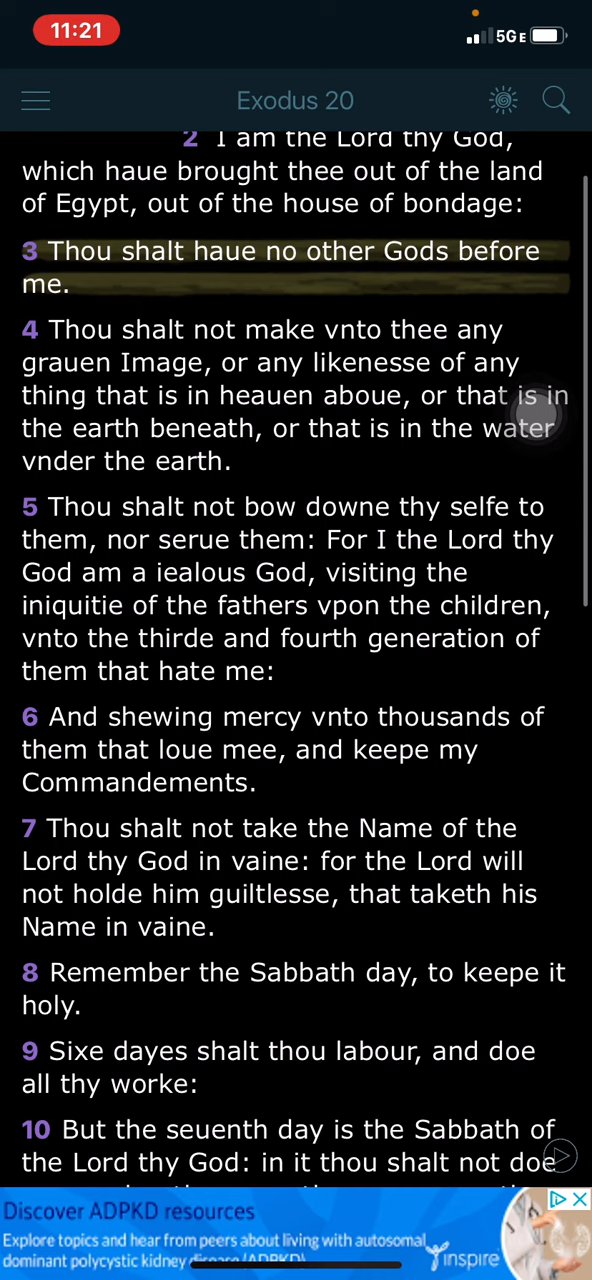 11:21
5G E
Exodus 20
2 I am the Lord thy God,
which haue brought thee out of the land
of Egypt, out of the house of bondage:
3 Thou shalt haue no other Gods before
me.
4 Thou shalt not make vnto thee any
grauen Image, or any likenesse of any
thing that is in heauen aboue, or that is in
the earth beneath, or that is in the water
vnder the earth.
5 Thou shalt not bow downe thy selfe to
them, nor serue them: For I the Lord thy
God am a iealous God, visiting the
iniquitie of the fathers vpon the children,
vnto the thirde and fourth generation of
them that hate me:
6 And shewing mercy vnto thousands of
them that loue mee, and keepe my
Commandements.
7 Thou shalt not take the Name of the
Lord thy God in vaine: for the Lord will
not holde him guiltlesse, that taketh his
Name in vaine.
8 Remember the Sabbath day, to keepe it
holy.
9 Sixe dayes shalt thou labour, and doe
all thy worke:
10 But the seuenth day is the Sabbath of
the Lord thy God: in it thou shalt not doe
Discover ADPKD resources
Explore topics and hear from peers about living with autosomal
dominant polycystic kidney disease (ADPKD)
inspire